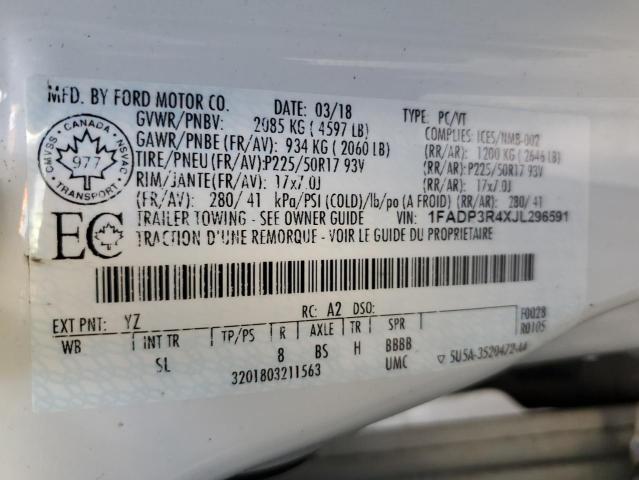 MFD. BY FORD MOTOR CO. DATE: 03/18 TYPE: PC/VT
GVWR/PNBV: 2085 KG ( 4597 LB) COMPLIES: ICES/NMB-002
GAWR/PNBE (FR/AV): 934 KG ( 2060 LB) (RR/AR): 1200 KG ( 2646 LB)
TIRE/PNEU (FR/AV):P225/50R17 93V (RR/AR):P225/50R17 93V
RIM/JANTE (FR/AV): 17x7.0J (RR/AR): 17x7.0J
(FR/AV): 280/ 41 kPa/PSI (COLD)/lb/po (A FROID) (RR/AR): 280/ 41
TRAILER TOWING - SEE OWNER GUIDE VIN: 1FADP3R4XJL296591
TRACTION D'UNE REMORQUE - VOIR LE GUIDE DU PROPRIETAIRE
CANADA
CMVSS NSVAC
977
TRANSPORT
EC
EXT PNT: YZ RC: A2 DSO: F0028
R0105
WB INT TR TP/PS R AXLE TR SPR
SL 8 BS H BBBB
3201803211563 UMC